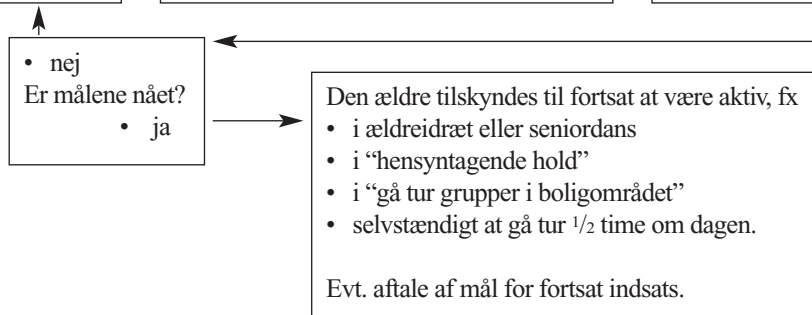 • nej
Er målene nået?
• ja
Den ældre tilskyndes til fortsat at være aktiv, fx
• i ældreidræt eller seniordans
• i “hensyntagende hold”
• i “gå tur grupper i boligområdet”
• selvstændigt at gå tur 1/2 time om dagen.
Evt. aftale af mål for fortsat indsats.